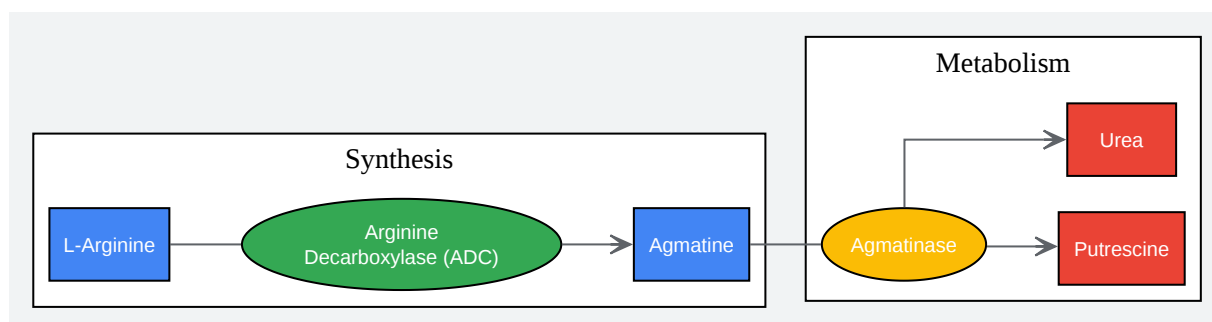 Metabolism
Urea
Synthesis
L-Arginine
Arginine
Decarboxylase (ADC)
Agmatine
Agmatinase
Putrescine